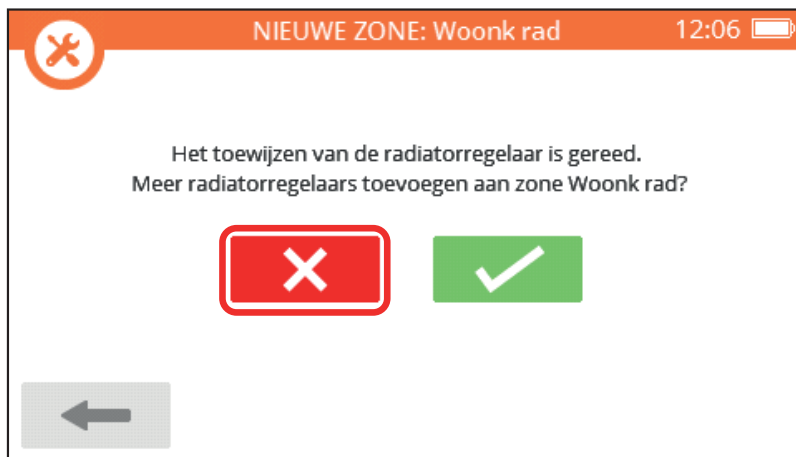 NIEUWE ZONE: Woonk rad 12:06
Het toewijzen van de radiatorregelaar is gereed.
Meer radiatorregelaars toevoegen aan zone Woonk rad?